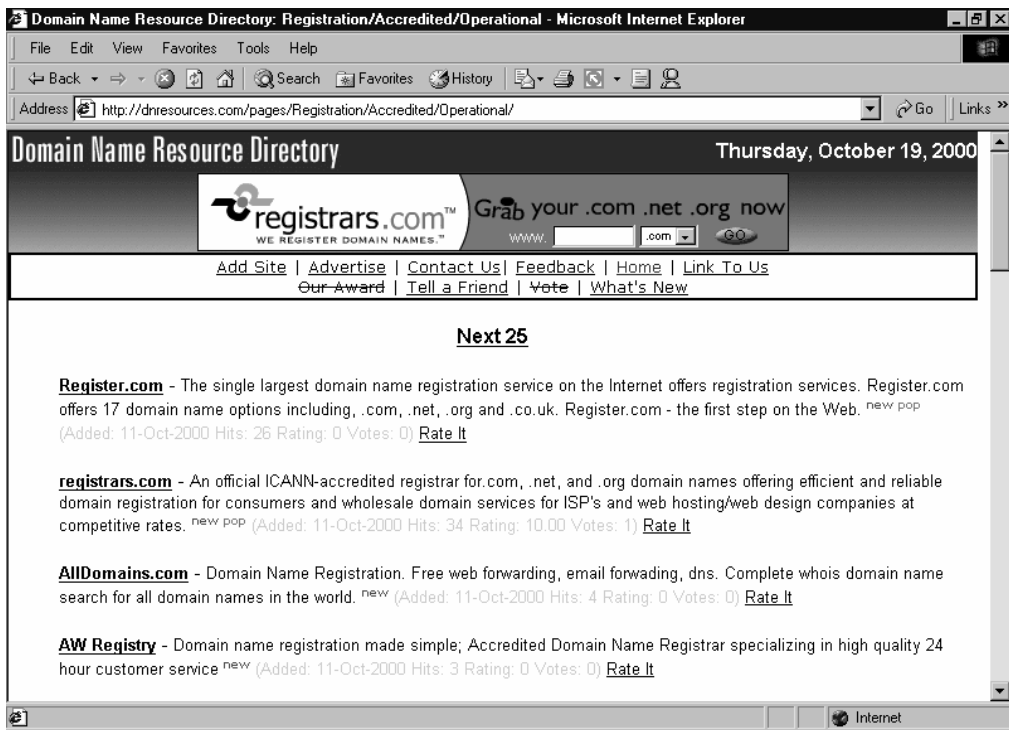 Domain Name Resource Directory: Registration/Accredited/Operational - Microsoft Internet Explorer
File Edit View Favorites Tools Help
Back Search Favorites History
Address http://dnresources.com/pages/Registration/Accredited/Operational/ Go Links »
Domain Name Resource Directory Thursday, October 19, 2000
registrars.com™ Grab your .com .net .org now
WE REGISTER DOMAIN NAMES.™ www. .com GO
Add Site | Advertise | Contact Us| Feedback | Home | Link To Us
Our Award | Tell a Friend | Vote | What's New
Next 25
Register.com - The single largest domain name registration service on the Internet offers registration services. Register.com
offers 17 domain name options including, .com, .net, .org and .co.uk. Register.com - the first step on the Web. new pop
(Added: 11-Oct-2000 Hits: 26 Rating: 0 Votes: 0) Rate It
registrars.com - An official ICANN-accredited registrar for.com, .net, and .org domain names offering efficient and reliable
domain registration for consumers and wholesale domain services for ISP's and web hosting/web design companies at
competitive rates. new pop (Added: 11-Oct-2000 Hits: 34 Rating: 10.00 Votes: 1) Rate It
AllDomains.com - Domain Name Registration. Free web forwarding, email forwading, dns. Complete whois domain name
search for all domain names in the world. new (Added: 11-Oct-2000 Hits: 4 Rating: 0 Votes: 0) Rate It
AW Registry - Domain name registration made simple; Accredited Domain Name Registrar specializing in high quality 24
hour customer service new (Added: 11-Oct-2000 Hits: 3 Rating: 0 Votes: 0) Rate It
Internet